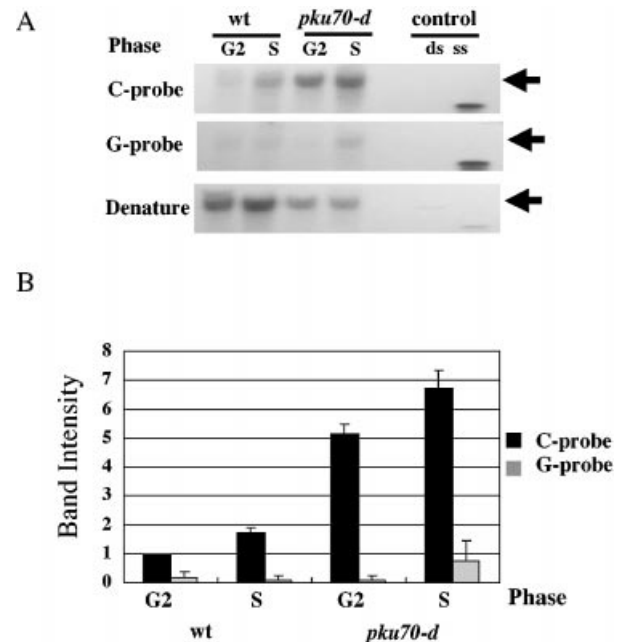 A
wt pku70-d control
Phase G2 S G2 S ds ss
C-probe
G-probe
Denature
B
8
7
6
5
4
3
2
1
0
Band Intensity
C-probe
G-probe
G2 S G2 S Phase
wt pku70-d